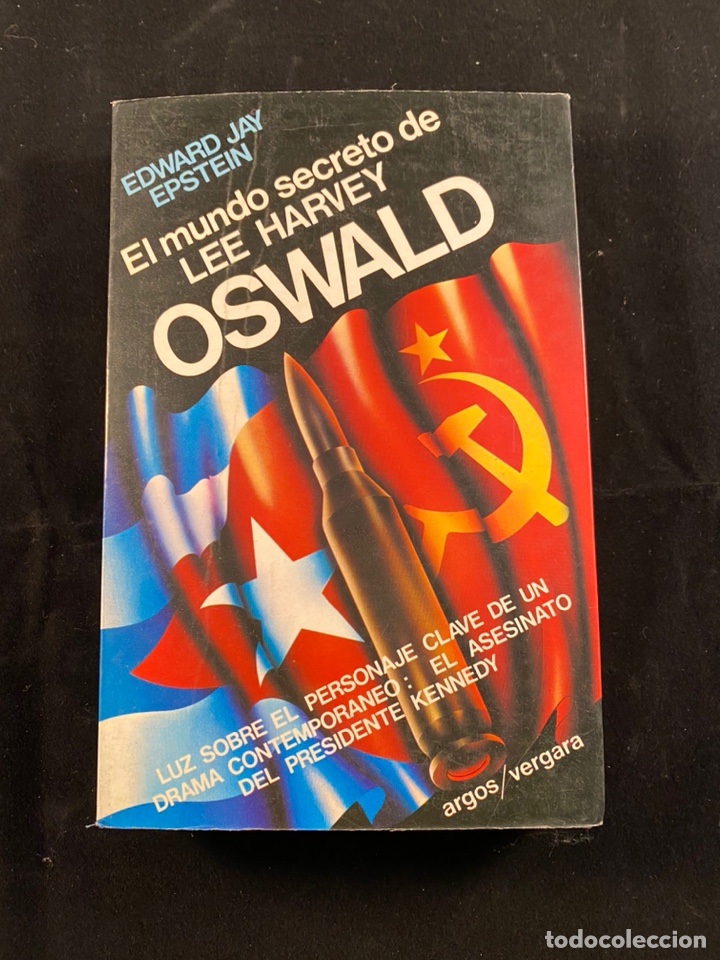 EDWARD JAY
EPSTEIN
El mundo secreto de
LEE HARVEY
OSWALD
LUZ SOBRE EL PERSONAJE CLAVE DE UN
DRAMA CONTEMPORANEO: EL ASESINATO
DEL PRESIDENTE KENNEDY
argos/vergara
todocoleccion